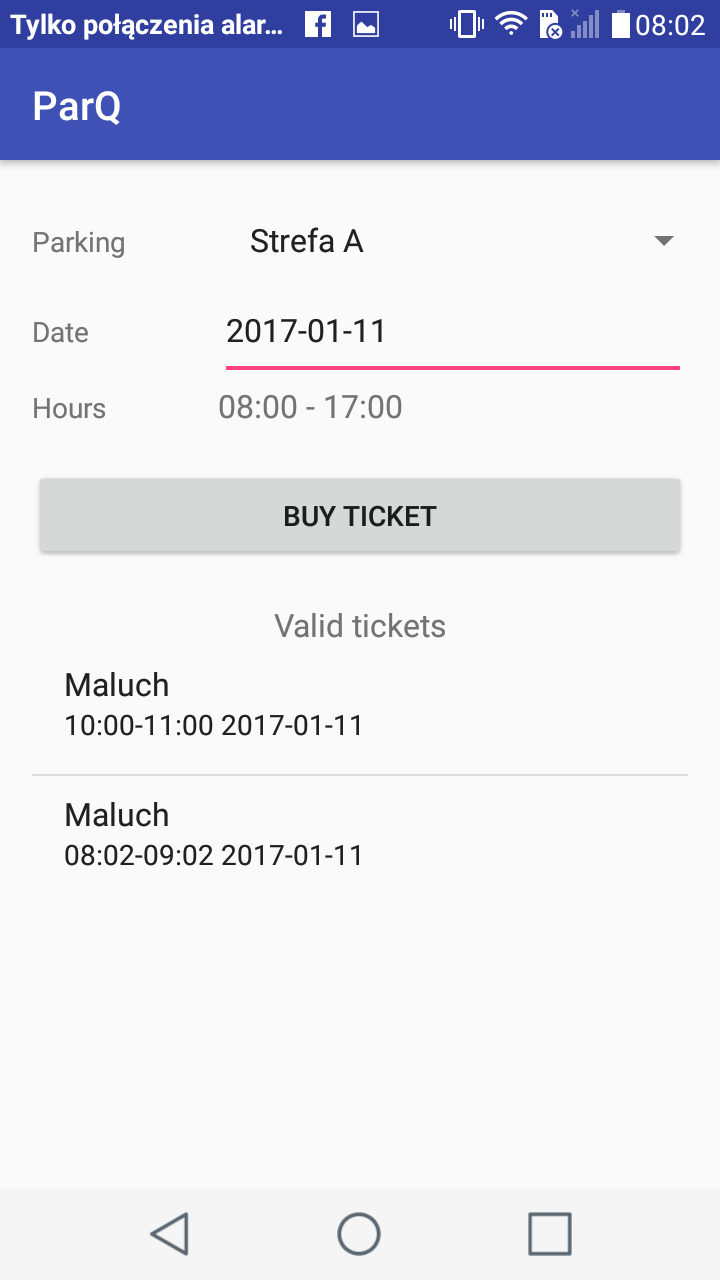 Tylko połączenia alar... 08:02
ParQ
Parking Strefa A
Date 2017-01-11
Hours 08:00 - 17:00
BUY TICKET
Valid tickets
Maluch
10:00-11:00 2017-01-11
Maluch
08:02-09:02 2017-01-11